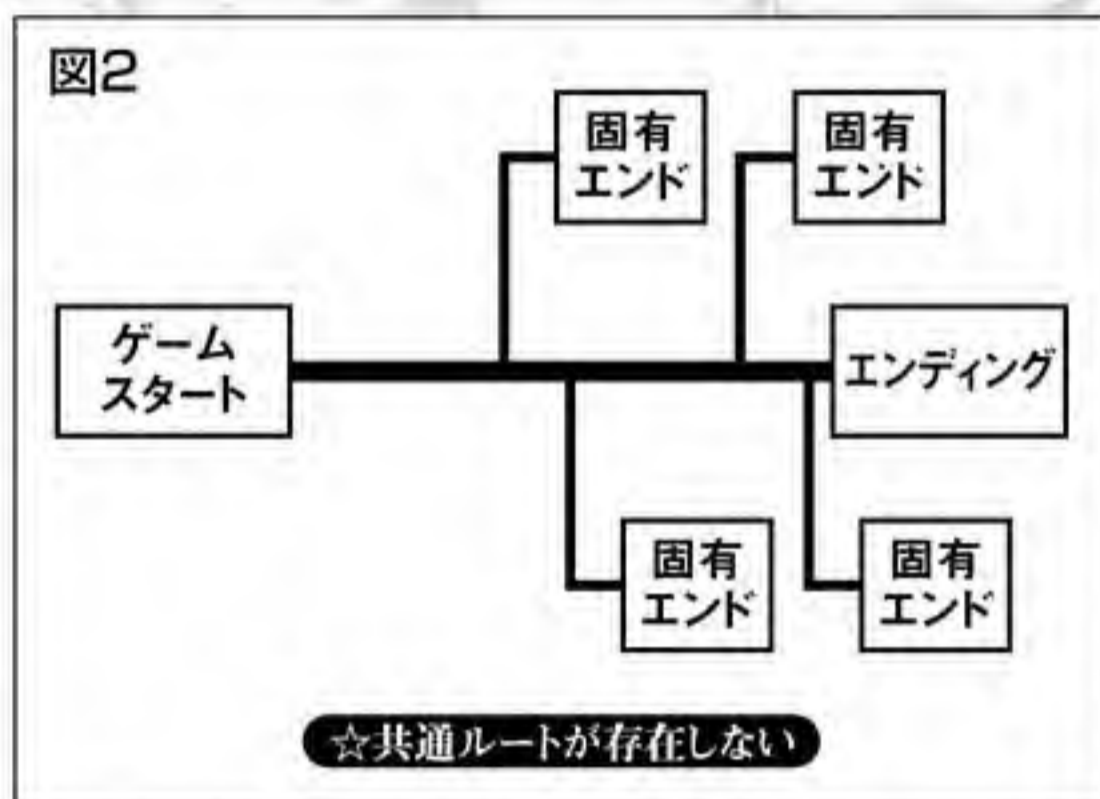 図2
固有
エンド
固有
エンド
ゲーム
スタート
エンディング
固有
エンド
固有
エンド
☆共通ルートが存在しない